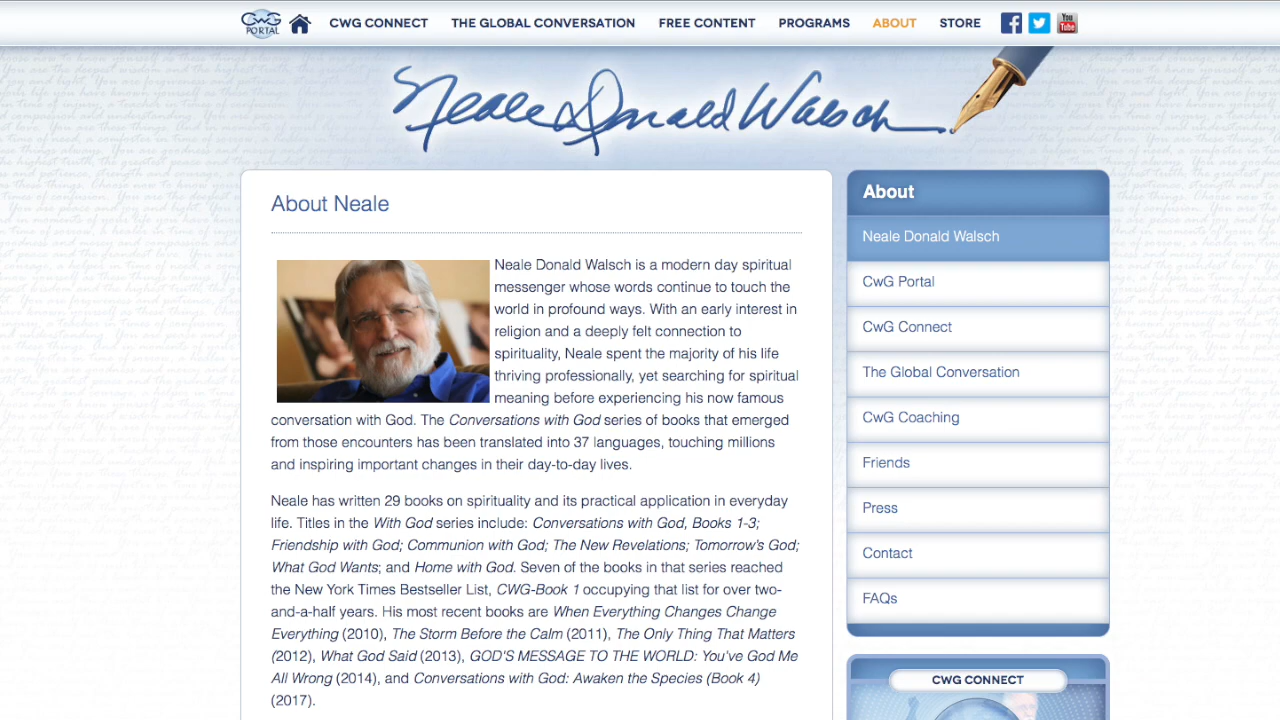 CWG PORTAL
CWG CONNECT THE GLOBAL CONVERSATION FREE CONTENT PROGRAMS ABOUT STORE
You Tube
Neale Donald Walsch
About Neale
Neale Donald Walsch is a modern day spiritual
messenger whose words continue to touch the
world in profound ways. With an early interest in
religion and a deeply felt connection to
spirituality, Neale spent the majority of his life
thriving professionally, yet searching for spiritual
meaning before experiencing his now famous
conversation with God. The Conversations with God series of books that emerged
from those encounters has been translated into 37 languages, touching millions
and inspiring important changes in their day-to-day lives.
Neale has written 29 books on spirituality and its practical application in everyday
life. Titles in the With God series include: Conversations with God, Books 1-3;
Friendship with God; Communion with God; The New Revelations; Tomorrow's God;
What God Wants; and Home with God. Seven of the books in that series reached
the New York Times Bestseller List, CWG-Book 1 occupying that list for over two-
and-a-half years. His most recent books are When Everything Changes Change
Everything (2010), The Storm Before the Calm (2011), The Only Thing That Matters
(2012), What God Said (2013), GOD'S MESSAGE TO THE WORLD: You've God Me
All Wrong (2014), and Conversations with God: Awaken the Species (Book 4)
(2017).
About
Neale Donald Walsch
CwG Portal
CwG Connect
The Global Conversation
CwG Coaching
Friends
Press
Contact
FAQs
CWG CONNECT